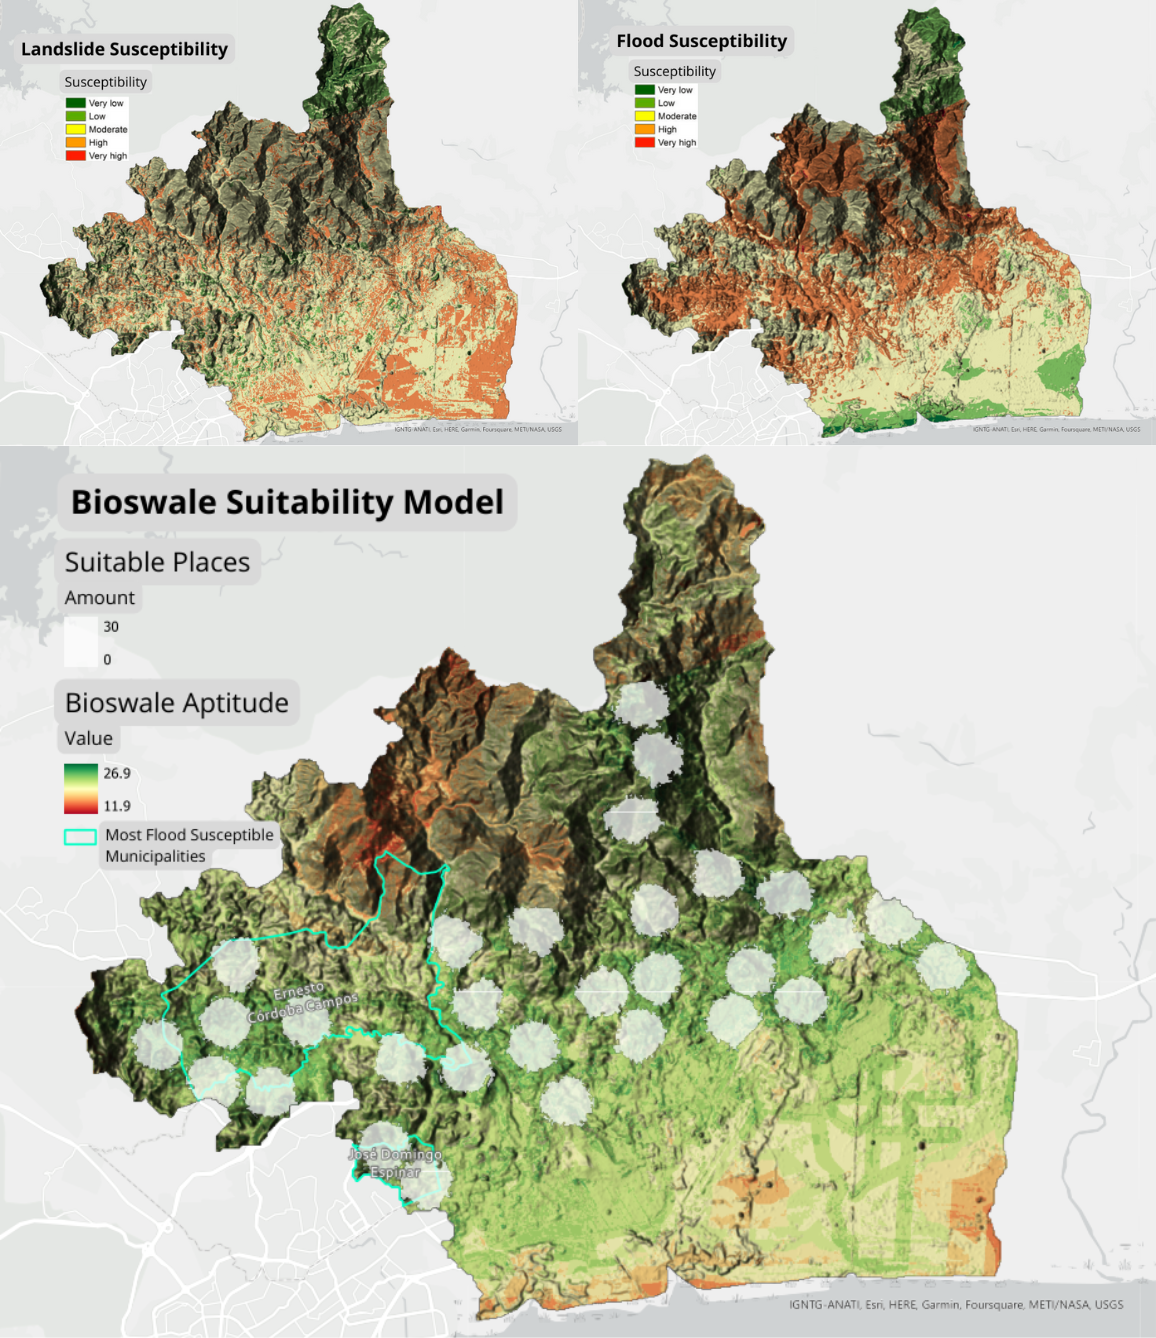 Landslide Susceptibility
Susceptibility
Very low
Low
Moderate
High
Very high
IGNTG-ANATI, Esri, HERE, Garmin, Foursquare, METI/NASA, USGS
Flood Susceptibility
Susceptibility
Very low
Low
Moderate
High
Very high
IGNTG-ANATI, Esri, HERE, Garmin, Foursquare, METI/NASA, USGS
Bioswale Suitability Model
Suitable Places
Amount
30
0
Bioswale Aptitude
Value
26.9
11.9
Most Flood Susceptible
Municipalities
Ernesto
Córdoba Campos
José Domingo
Espinar
IGNTG-ANATI, Esri, HERE, Garmin, Foursquare, METI/NASA, USGS